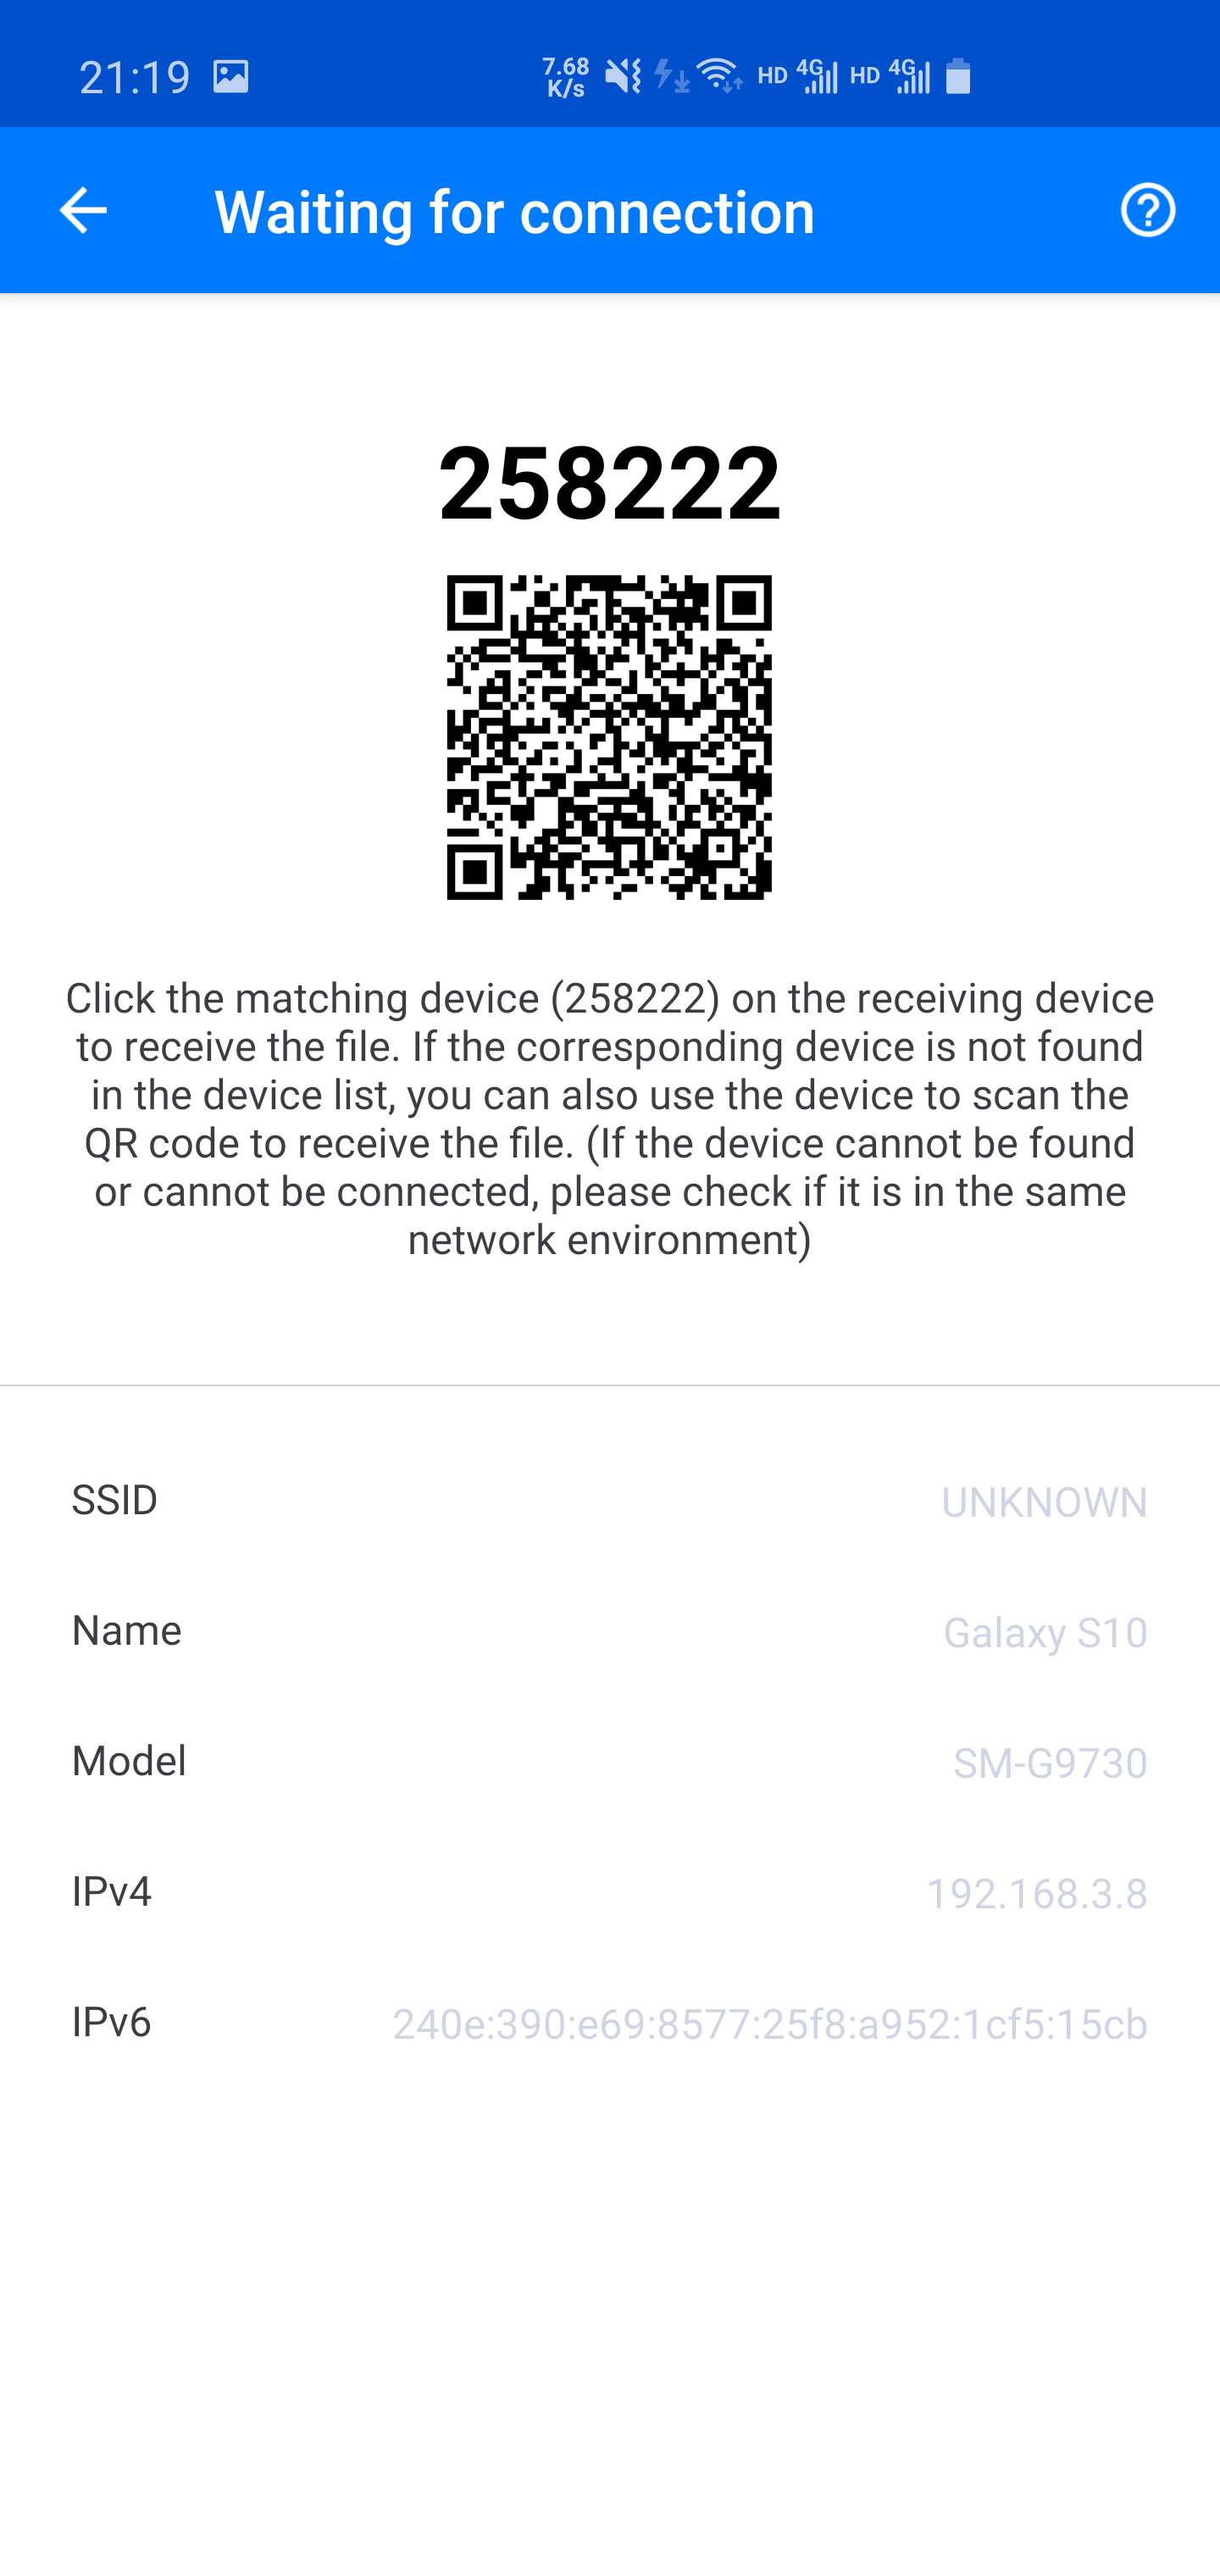 21:19 7.68 K/s HD 4G HD 4G
Waiting for connection
258222
Click the matching device (258222) on the receiving device
to receive the file. If the corresponding device is not found
in the device list, you can also use the device to scan the
QR code to receive the file. (If the device cannot be found
or cannot be connected, please check if it is in the same
network environment)
SSID UNKNOWN
Name Galaxy S10
Model SM-G9730
IPv4 192.168.3.8
IPv6 240e:390:e69:8577:25f8:a952:1cf5:15cb